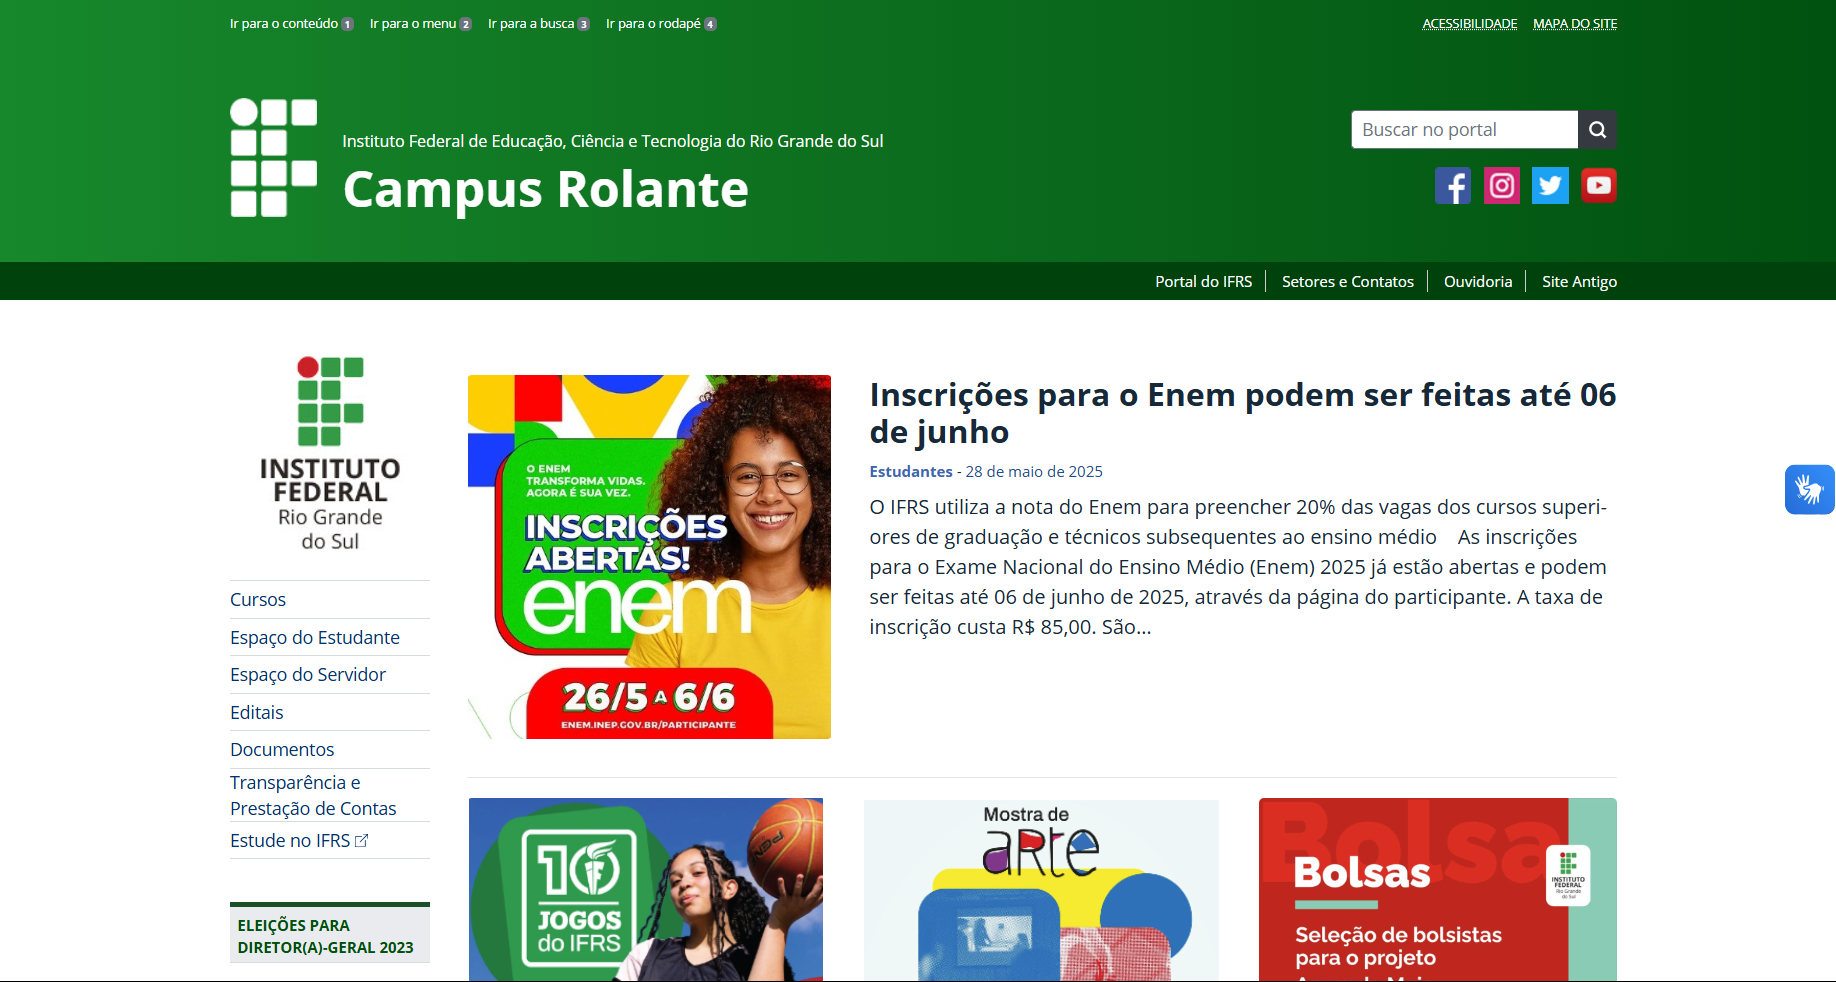 Ir para o conteúdo 1 Ir para o menu 2 Ir para a busca 3 Ir para o rodapé 4
ACESSIBILIDADE MAPA DO SITE
Instituto Federal de Educação, Ciência e Tecnologia do Rio Grande do Sul
Campus Rolante
Buscar no portal
Portal do IFRS Setores e Contatos Ouvidoria Site Antigo
INSTITUTO
FEDERAL
Rio Grande
do Sul
Cursos
Espaço do Estudante
Espaço do Servidor
Editais
Documentos
Transparência e
Prestação de Contas
Estude no IFRS
ELEIÇÕES PARA
DIRETOR(A)-GERAL 2023
O ENEM
TRANSFORMA VIDAS.
AGORA É SUA VEZ.
INSCRIÇÕES
ABERTAS!
enem
26/5 A 6/6
ENEM.INEP.GOV.BR/PARTICIPANTE
Inscrições para o Enem podem ser feitas até 06
de junho
Estudantes - 28 de maio de 2025
O IFRS utiliza a nota do Enem para preencher 20% das vagas dos cursos superi-
ores de graduação e técnicos subsequentes ao ensino médio As inscrições
para o Exame Nacional do Ensino Médio (Enem) 2025 já estão abertas e podem
ser feitas até 06 de junho de 2025, através da página do participante. A taxa de
inscrição custa R$ 85,00. São...
10
JOGOS
do IFRS
Mostra de
aRte
Bolsa
Bolsas
INSTITUTO
FEDERAL
Rio Grande
do Sul
Seleção de bolsistas
para o projeto